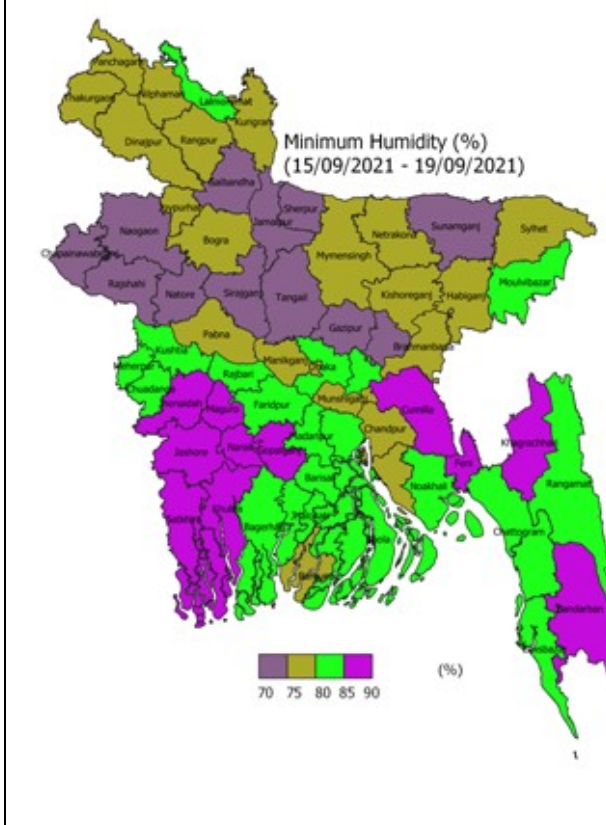 Panchagarh
Thakurgaon
Nilphamari
Lalmonirhat
Kurigram
Dinajpur
Rangpur
Minimum Humidity (%)
(15/09/2021 - 19/09/2021)
Gaibandha
Joypurhat
Sherpur
Jamalpur
Naogaon
Bogra
Netrakona
Sunamganj
Sylhet
Mymensingh
Chapainawabganj
Moulvibazar
Rajshahi
Natore
Sirajganj
Tangail
Kishoreganj
Habiganj
Gazipur
Pabna
Manikganj
Dhaka
Kushtia
Meherpur
Rajbari
Chuadanga
Faridpur
Munshiganj
Cumilla
Chandpur
Magura
Madaripur
Khagrachhari
Jashore
Narail
Gopalganj
Feni
Noakhali
Barisal
Rangamati
Khulna
Bagerhat
Bhola
Chattogram
Bandarban
(%)
70 75 80 85 90